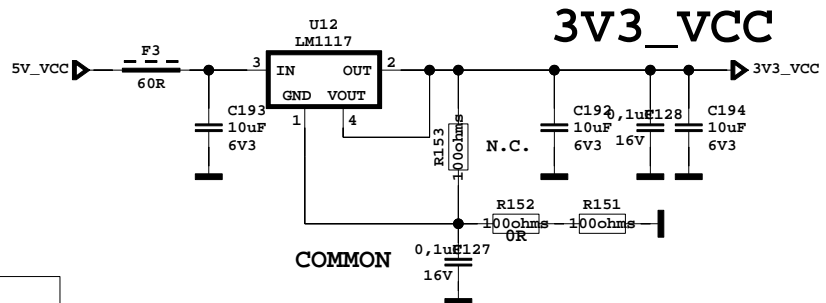 3V3_VCC
U12
LM1117
F3
5V_VCC
60R
3
IN
OUT
2
GND
VOUT
1
4
3V3_VCC
C193
10uF
6V3
R153
100ohms
N.C.
C192
10uF
6V3
0,1uF
C128
16V
C194
10uF
6V3
R152
100ohms
0R
R151
100ohms
COMMON
0,1uF
C127
16V